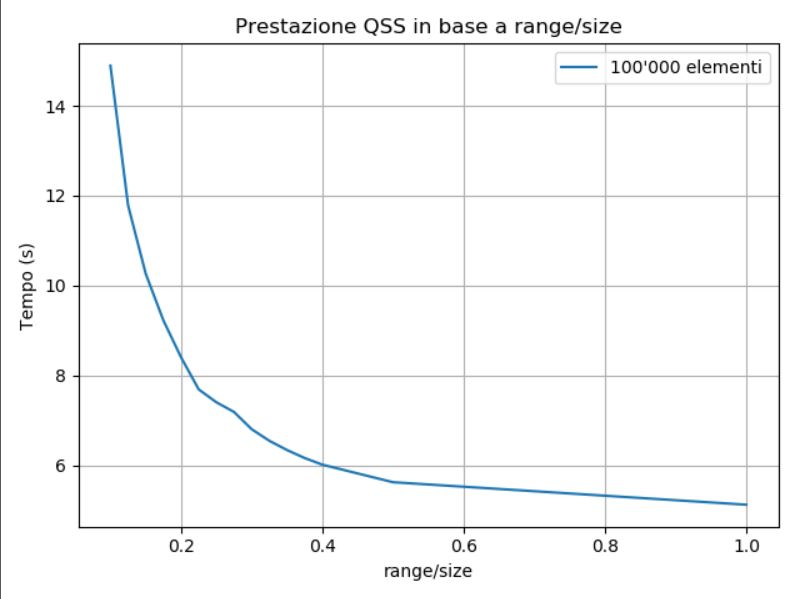 Prestazione QSS in base a range/size
100'000 elementi
Tempo (s)
14
12
10
8
6
0.2 0.4 0.6 0.8 1.0
range/size